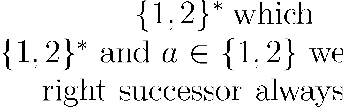 {1, 2}* which
{1, 2}* and a ∈ {1, 2} we
right successor always